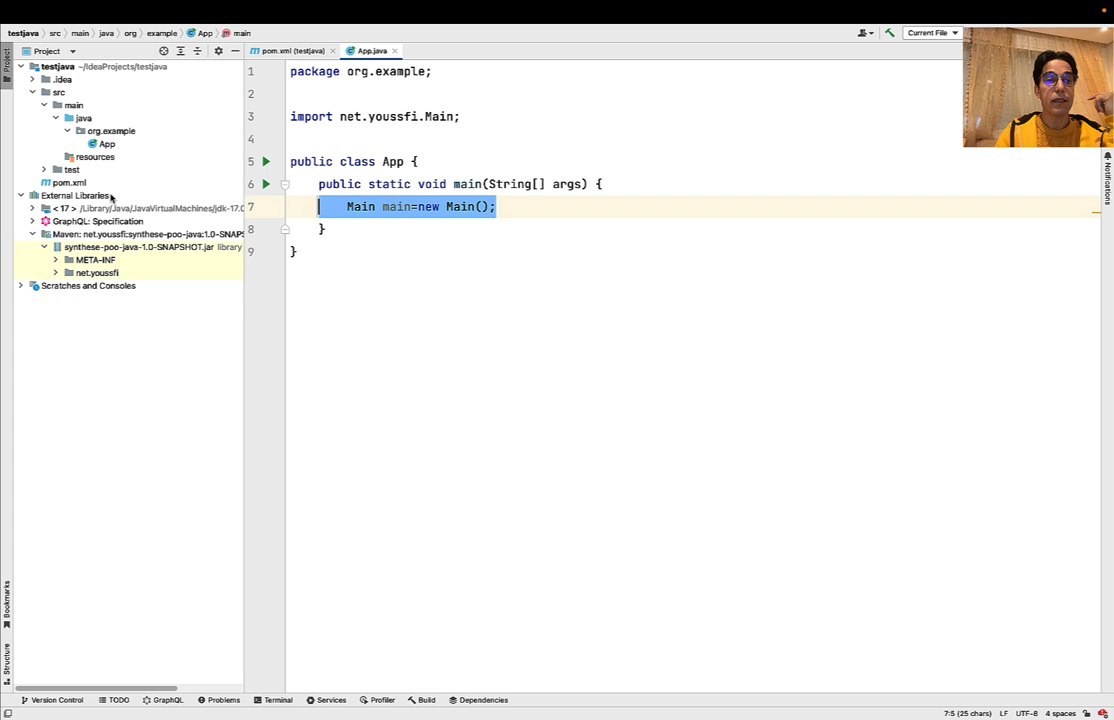 testjava > src > main > java > org > example > App > main
Current File
Project
pom.xml (testjava)
App.java
Project
testjava ~/IdeaProjects/testjava
.idea
src
main
java
org.example
App
resources
test
pom.xml
External Libraries
< 17 > /Library/Java/JavaVirtualMachines/jdk-17.0
GraphQL: Specification
Maven: net.youssfi:synthese-poo-java:1.0-SNAPS
synthese-poo-java-1.0-SNAPSHOT.jar library
META-INF
net.youssfi
Scratches and Consoles
1 package org.example;
2
3 import net.youssfi.Main;
4
5 public class App {
6 public static void main(String[] args) {
7 Main main=new Main();
8 }
9 }
Notifications
Bookmarks
Structure
Version Control TODO GraphQL Problems Terminal Services Profiler Build Dependencies
7:5 (25 chars) LF UTF-8 4 spaces